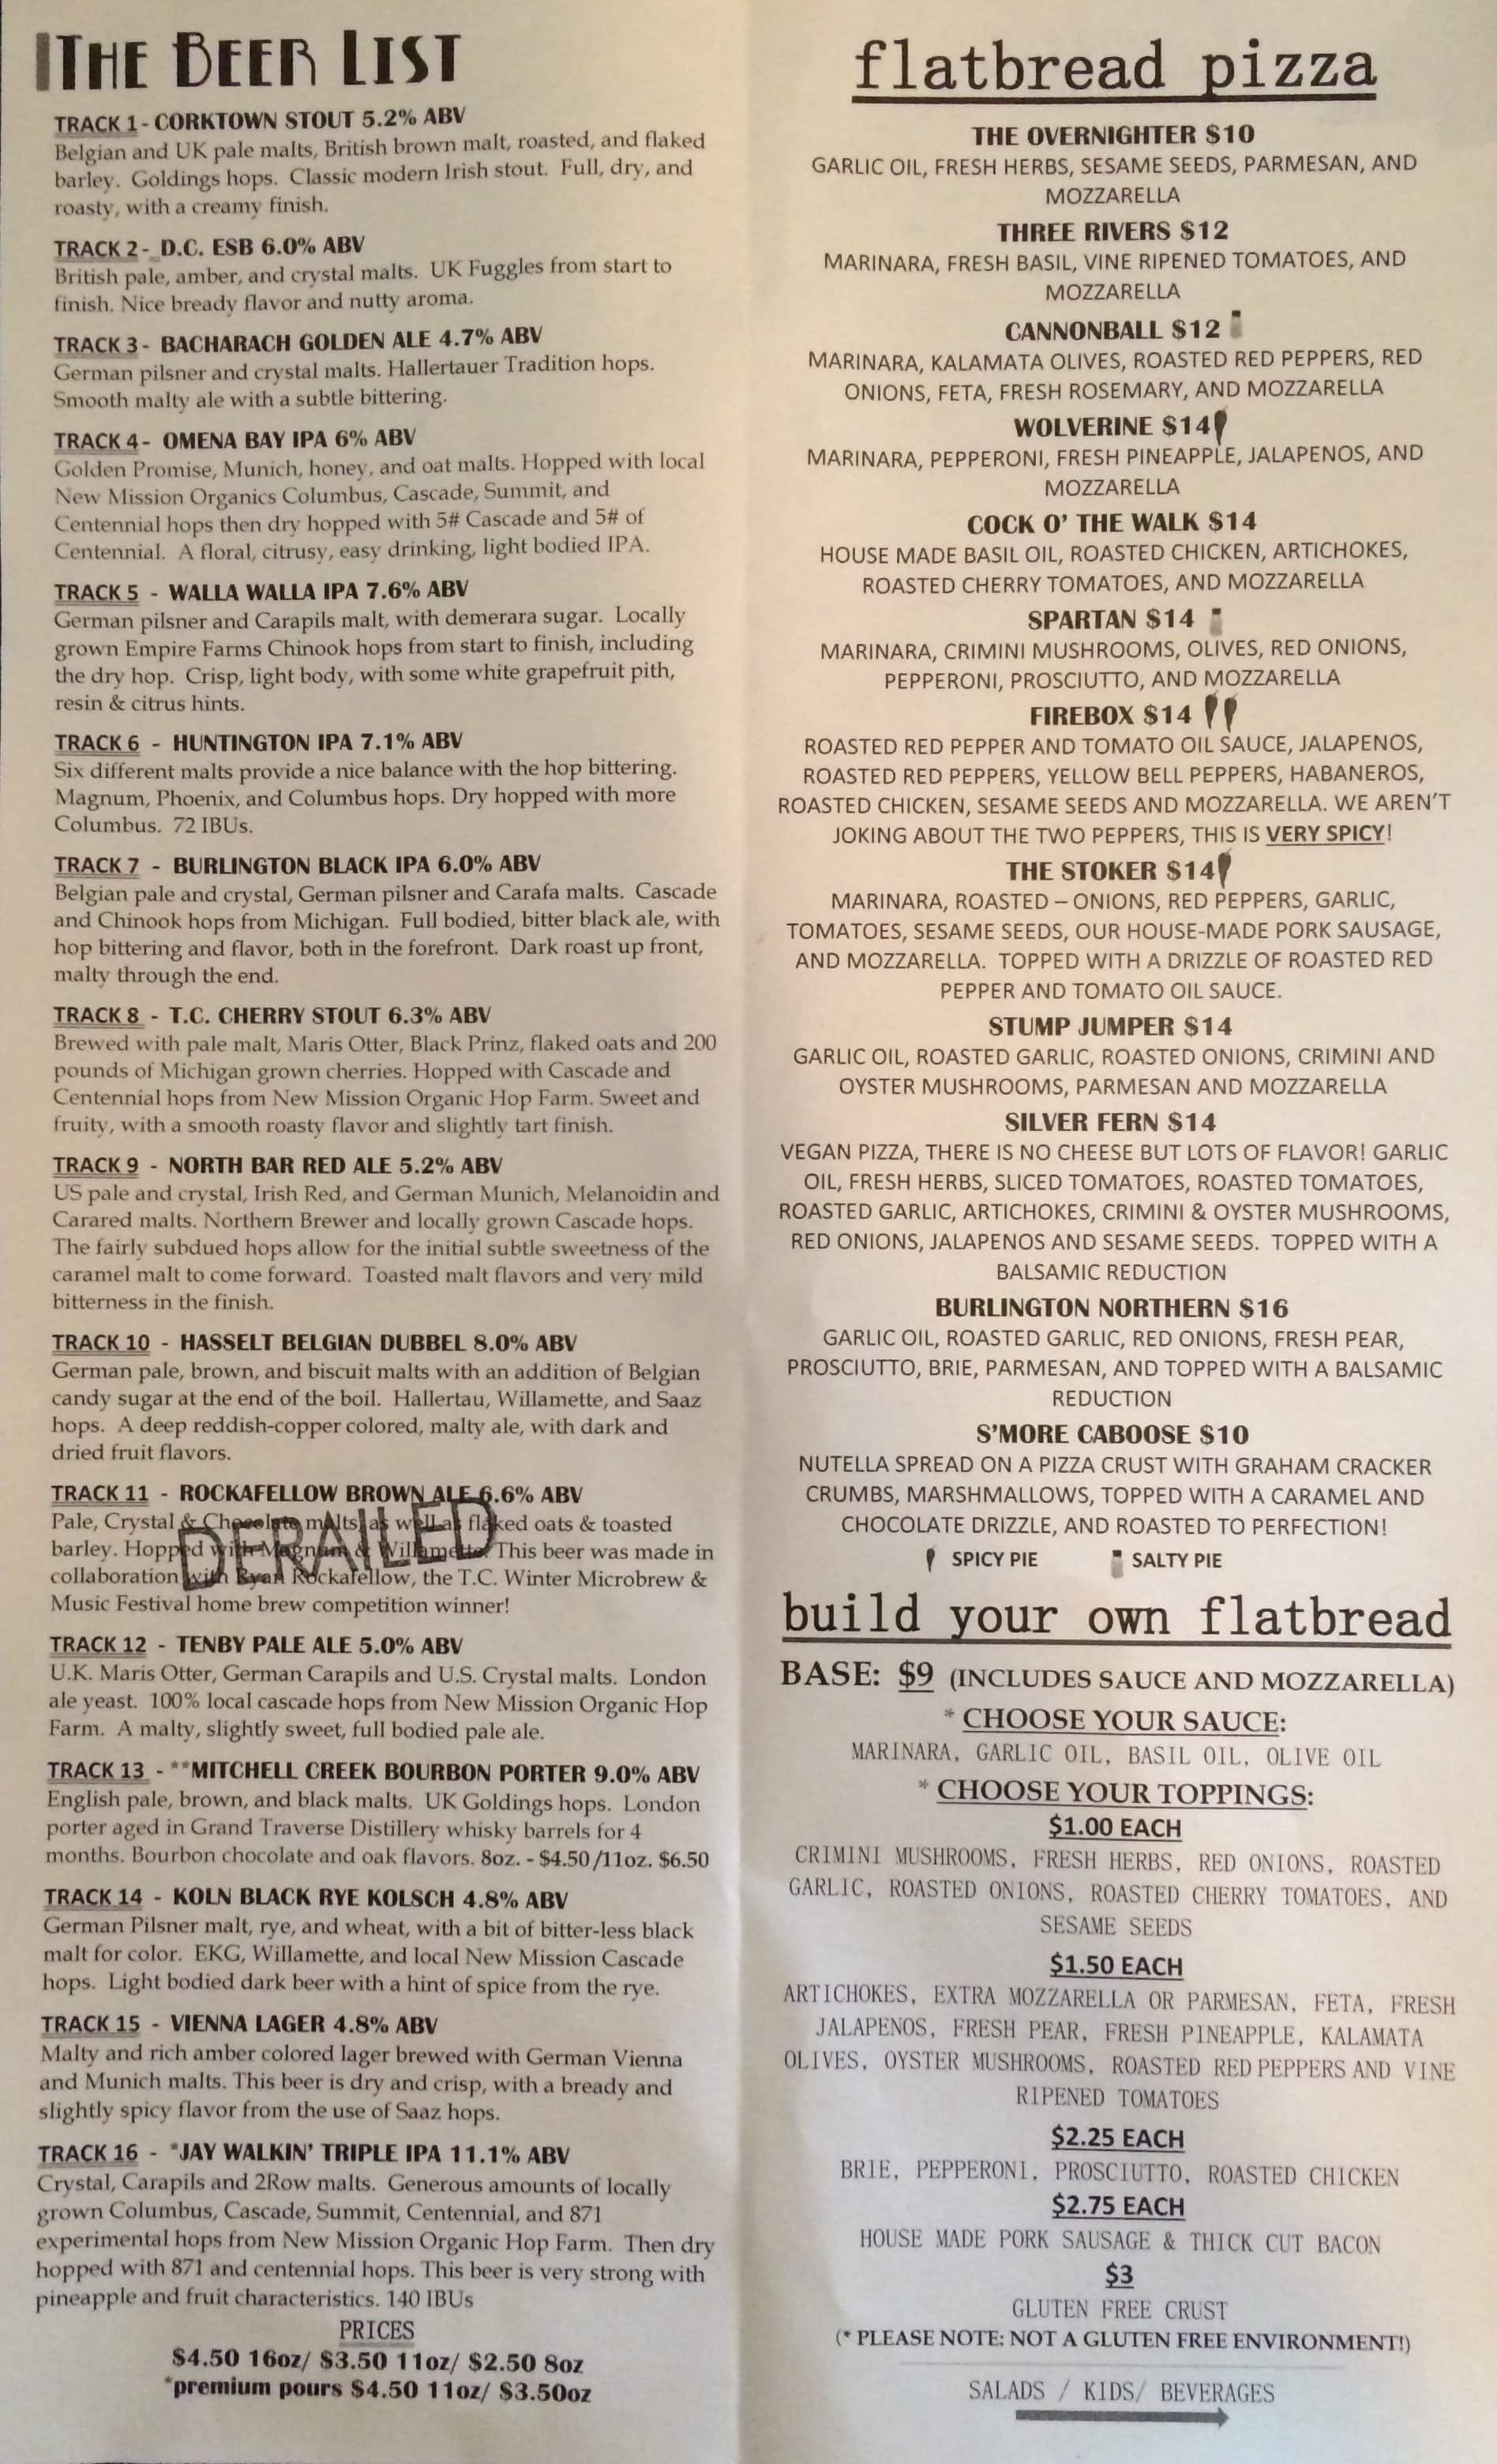 THE BEER LIST
TRACK 1 - CORKTOWN STOUT 5.2% ABV
Belgian and UK pale malts, British brown malt, roasted, and flaked
barley. Goldings hops. Classic modern Irish stout. Full, dry, and
roasty, with a creamy finish.
TRACK 2 - D.C. ESB 6.0% ABV
British pale, amber, and crystal malts. UK Fuggles from start to
finish. Nice bready flavor and nutty aroma.
TRACK 3 - BACHARACH GOLDEN ALE 4.7% ABV
German pilsner and crystal malts. Hallertauer Tradition hops.
Smooth malty ale with a subtle bittering.
TRACK 4 - OMENA BAY IPA 6% ABV
Golden Promise, Munich, honey, and oat malts. Hopped with local
New Mission Organics Columbus, Cascade, Summit, and
Centennial hops then dry hopped with 5# Cascade and 5# of
Centennial. A floral, citrusy, easy drinking, light bodied IPA.
TRACK 5 - WALLA WALLA IPA 7.6% ABV
German pilsner and Carapils malt, with demerara sugar. Locally
grown Empire Farms Chinook hops from start to finish, including
the dry hop. Crisp, light body, with some white grapefruit pith,
resin & citrus hints.
TRACK 6 - HUNTINGTON IPA 7.1% ABV
Six different malts provide a nice balance with the hop bittering.
Magnum, Phoenix, and Columbus hops. Dry hopped with more
Columbus. 72 IBUs.
TRACK 7 - BURLINGTON BLACK IPA 6.0% ABV
Belgian pale and crystal, German pilsner and Carafa malts. Cascade
and Chinook hops from Michigan. Full bodied, bitter black ale, with
hop bittering and flavor, both in the forefront. Dark roast up front,
malty through the end.
TRACK 8 - T.C. CHERRY STOUT 6.3% ABV
Brewed with pale malt, Maris Otter, Black Prinz, flaked oats and 200
pounds of Michigan grown cherries. Hopped with Cascade and
Centennial hops from New Mission Organic Hop Farm. Sweet and
fruity, with a smooth roasty flavor and slightly tart finish.
TRACK 9 - NORTH BAR RED ALE 5.2% ABV
US pale and crystal, Irish Red, and German Munich, Melanoidin and
Carared malts. Northern Brewer and locally grown Cascade hops.
The fairly subdued hops allow for the initial subtle sweetness of the
caramel malt to come forward. Toasted malt flavors and very mild
bitterness in the finish.
TRACK 10 - HASSELT BELGIAN DUBBEL 8.0% ABV
German pale, brown, and biscuit malts with an addition of Belgian
candy sugar at the end of the boil. Hallertau, Willamette, and Saaz
hops. A deep reddish-copper colored, malty ale, with dark and
dried fruit flavors.
TRACK 11 - ROCKAFELLOW BROWN ALE 6.6% ABV
Pale, Crystal & Chocolate malts, as well as flaked oats & toasted
barley. Hopped with Magnum & Willamette. This beer was made in
collaboration with Ryan Rockafellow, the T.C. Winter Microbrew &
Music Festival home brew competition winner!
DERAILED
TRACK 12 - TENBY PALE ALE 5.0% ABV
U.K. Maris Otter, German Carapils and U.S. Crystal malts. London
ale yeast. 100% local cascade hops from New Mission Organic Hop
Farm. A malty, slightly sweet, full bodied pale ale.
TRACK 13 - **MITCHELL CREEK BOURBON PORTER 9.0% ABV
English pale, brown, and black malts. UK Goldings hops. London
porter aged in Grand Traverse Distillery whisky barrels for 4
months. Bourbon chocolate and oak flavors. 8oz. - $4.50/11oz. $6.50
TRACK 14 - KOLN BLACK RYE KOLSCH 4.8% ABV
German Pilsner malt, rye, and wheat, with a bit of bitter-less black
malt for color. EKG, Willamette, and local New Mission Cascade
hops. Light bodied dark beer with a hint of spice from the rye.
TRACK 15 - VIENNA LAGER 4.8% ABV
Malty and rich amber colored lager brewed with German Vienna
and Munich malts. This beer is dry and crisp, with a bready and
slightly spicy flavor from the use of Saaz hops.
TRACK 16 - *JAY WALKIN' TRIPLE IPA 11.1% ABV
Crystal, Carapils and 2Row malts. Generous amounts of locally
grown Columbus, Cascade, Summit, Centennial, and 871
experimental hops from New Mission Organic Hop Farm. Then dry
hopped with 871 and centennial hops. This beer is very strong with
pineapple and fruit characteristics. 140 IBUs
PRICES
$4.50 16oz/ $3.50 11oz/ $2.50 8oz
*premium pours $4.50 11oz/ $3.50oz
flatbread pizza
THE OVERNIGHTER $10
GARLIC OIL, FRESH HERBS, SESAME SEEDS, PARMESAN, AND
MOZZARELLA
THREE RIVERS $12
MARINARA, FRESH BASIL, VINE RIPENED TOMATOES, AND
MOZZARELLA
CANNONBALL $12
MARINARA, KALAMATA OLIVES, ROASTED RED PEPPERS, RED
ONIONS, FETA, FRESH ROSEMARY, AND MOZZARELLA
WOLVERINE $14
MARINARA, PEPPERONI, FRESH PINEAPPLE, JALAPENOS, AND
MOZZARELLA
COCK O' THE WALK $14
HOUSE MADE BASIL OIL, ROASTED CHICKEN, ARTICHOKES,
ROASTED CHERRY TOMATOES, AND MOZZARELLA
SPARTAN $14
MARINARA, CRIMINI MUSHROOMS, OLIVES, RED ONIONS,
PEPPERONI, PROSCIUTTO, AND MOZZARELLA
FIREBOX $14
ROASTED RED PEPPER AND TOMATO OIL SAUCE, JALAPENOS,
ROASTED RED PEPPERS, YELLOW BELL PEPPERS, HABANEROS,
ROASTED CHICKEN, SESAME SEEDS AND MOZZARELLA. WE AREN'T
JOKING ABOUT THE TWO PEPPERS, THIS IS VERY SPICY!
THE STOKER $14
MARINARA, ROASTED – ONIONS, RED PEPPERS, GARLIC,
TOMATOES, SESAME SEEDS, OUR HOUSE-MADE PORK SAUSAGE,
AND MOZZARELLA. TOPPED WITH A DRIZZLE OF ROASTED RED
PEPPER AND TOMATO OIL SAUCE.
STUMP JUMPER $14
GARLIC OIL, ROASTED GARLIC, ROASTED ONIONS, CRIMINI AND
OYSTER MUSHROOMS, PARMESAN AND MOZZARELLA
SILVER FERN $14
VEGAN PIZZA, THERE IS NO CHEESE BUT LOTS OF FLAVOR! GARLIC
OIL, FRESH HERBS, SLICED TOMATOES, ROASTED TOMATOES,
ROASTED GARLIC, ARTICHOKES, CRIMINI & OYSTER MUSHROOMS,
RED ONIONS, JALAPENOS AND SESAME SEEDS. TOPPED WITH A
BALSAMIC REDUCTION
BURLINGTON NORTHERN $16
GARLIC OIL, ROASTED GARLIC, RED ONIONS, FRESH PEAR,
PROSCIUTTO, BRIE, PARMESAN, AND TOPPED WITH A BALSAMIC
REDUCTION
S'MORE CABOOSE $10
NUTELLA SPREAD ON A PIZZA CRUST WITH GRAHAM CRACKER
CRUMBS, MARSHMALLOWS, TOPPED WITH A CARAMEL AND
CHOCOLATE DRIZZLE, AND ROASTED TO PERFECTION!
SPICY PIE SALTY PIE
build your own flatbread
BASE: $9 (INCLUDES SAUCE AND MOZZARELLA)
* CHOOSE YOUR SAUCE:
MARINARA, GARLIC OIL, BASIL OIL, OLIVE OIL
* CHOOSE YOUR TOPPINGS:
$1.00 EACH
CRIMINI MUSHROOMS, FRESH HERBS, RED ONIONS, ROASTED
GARLIC, ROASTED ONIONS, ROASTED CHERRY TOMATOES, AND
SESAME SEEDS
$1.50 EACH
ARTICHOKES, EXTRA MOZZARELLA OR PARMESAN, FETA, FRESH
JALAPENOS, FRESH PEAR, FRESH PINEAPPLE, KALAMATA
OLIVES, OYSTER MUSHROOMS, ROASTED RED PEPPERS AND VINE
RIPENED TOMATOES
$2.25 EACH
BRIE, PEPPERONI, PROSCIUTTO, ROASTED CHICKEN
$2.75 EACH
HOUSE MADE PORK SAUSAGE & THICK CUT BACON
$3
GLUTEN FREE CRUST
(* PLEASE NOTE: NOT A GLUTEN FREE ENVIRONMENT!)
SALADS / KIDS/ BEVERAGES